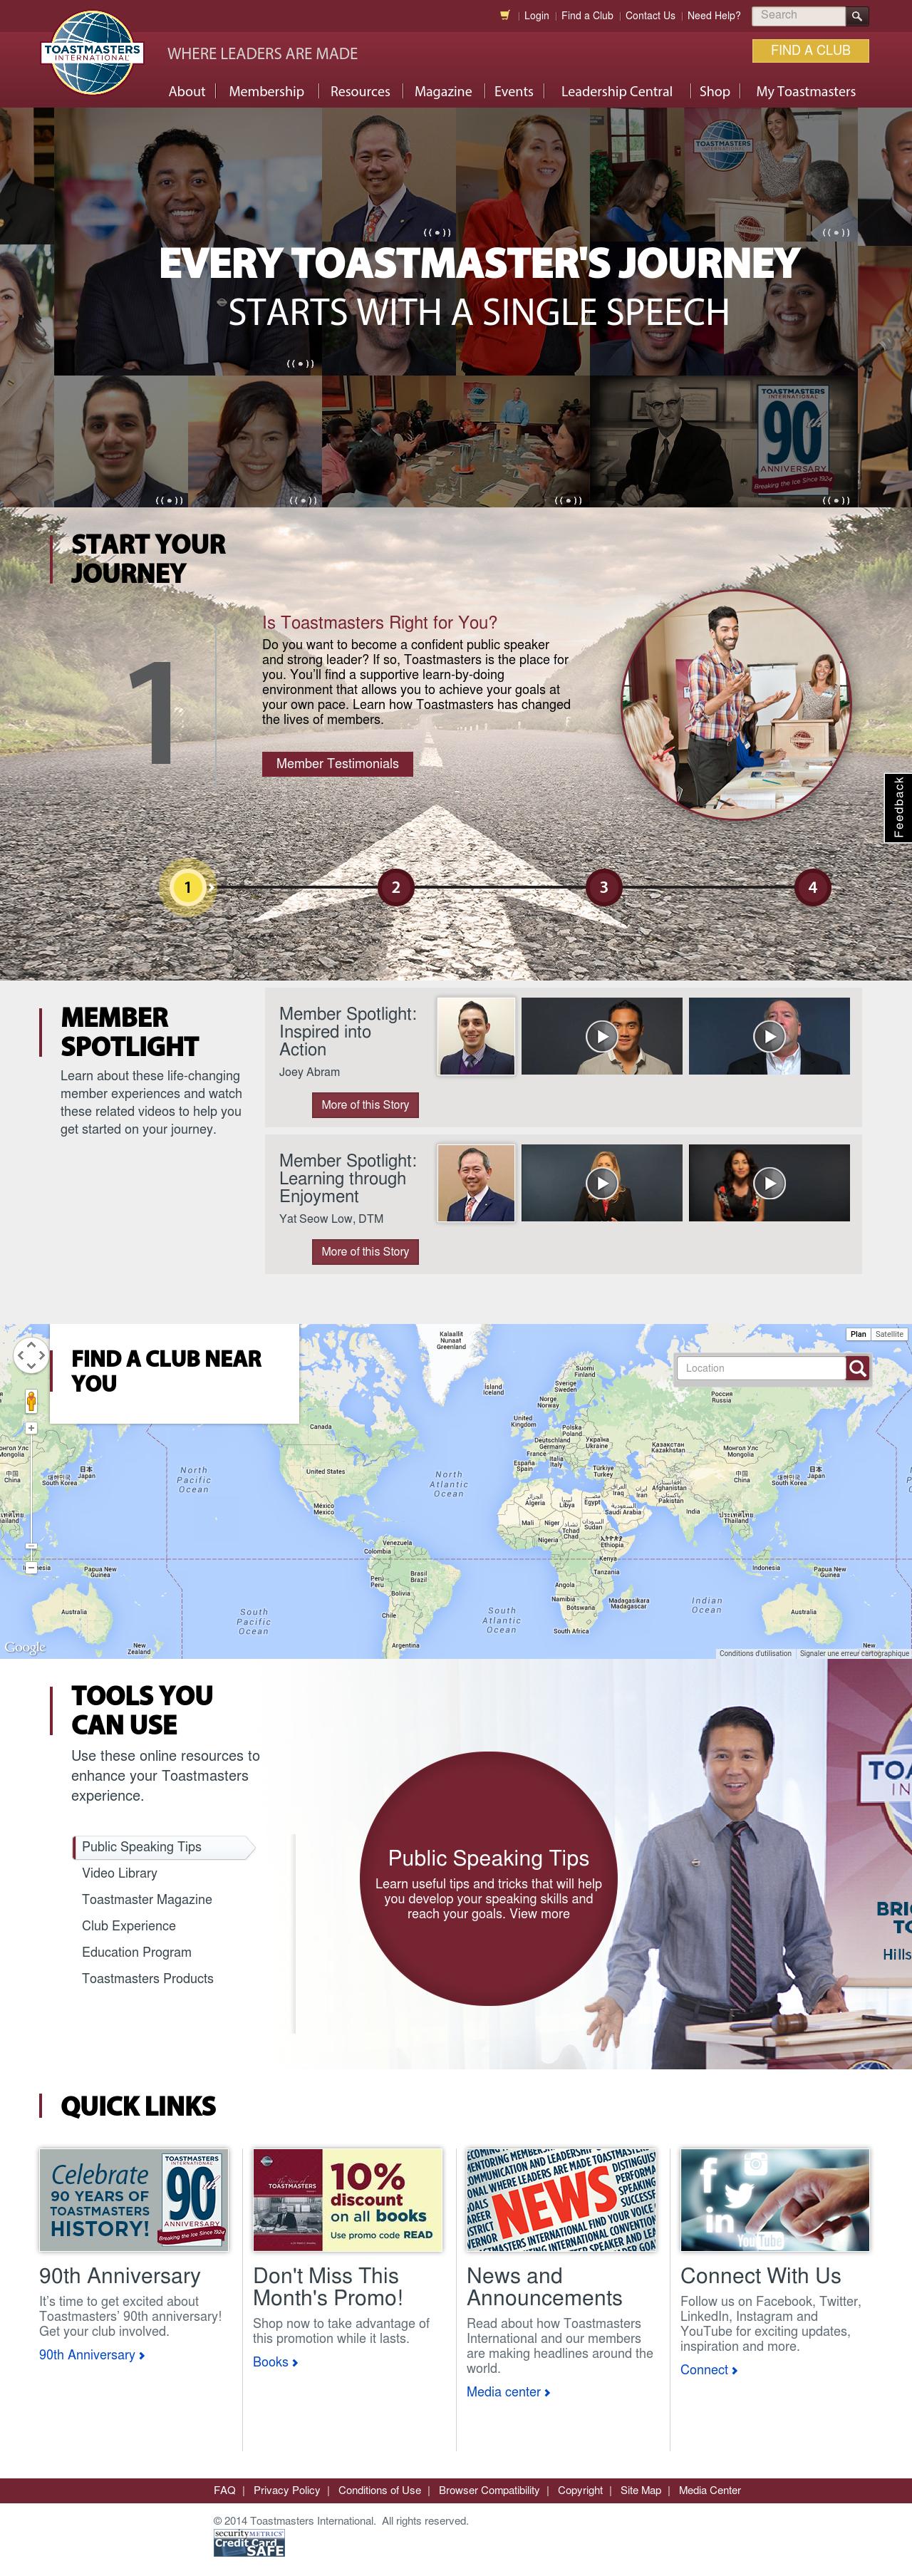 Login
Find a Club
Contact Us
Need Help?
Search
TOASTMASTERS
INTERNATIONAL
WHERE LEADERS ARE MADE
FIND A CLUB
About
Membership
Resources
Magazine
Events
Leadership Central
Shop
My Toastmasters
EVERY TOASTMASTER'S JOURNEY
STARTS WITH A SINGLE SPEECH
TOASTMASTERS
INTERNATIONAL
90th
ANNIVERSARY
Breaking the Ice Since 1924
START YOUR
JOURNEY
1
Is Toastmasters Right for You?
Do you want to become a confident public speaker
and strong leader? If so, Toastmasters is the place for
you. You'll find a supportive learn-by-doing
environment that allows you to achieve your goals at
your own pace. Learn how Toastmasters has changed
the lives of members.
Member Testimonials
Feedback
1
2
3
4
MEMBER
SPOTLIGHT
Learn about these life-changing
member experiences and watch
these related videos to help you
get started on your journey.
Member Spotlight:
Inspired into
Action
Joey Abram
More of this Story
Member Spotlight:
Learning through
Enjoyment
Yat Seow Low, DTM
More of this Story
FIND A CLUB NEAR
YOU
Plan
Satellite
Location
Kalaallit
Nunaat
Greenland
Ísland
Iceland
Suomi
Finland
Sverige
Sweden
Norge
Norway
Россия
Russia
United
Kingdom
Polska
Poland
Deutschland
Germany
Україна
Ukraine
France
Italia
Italy
España
Spain
Türkiye
Turkey
Қазақстан
Kazakhstan
Монгол Улс
Mongolia
中国
China
대한민국
South Korea
日本
Japan
Canada
United States
México
Mexico
North
Pacific
Ocean
North
Atlantic
Ocean
Algeria
Libya
Egypt
Iraq
Iran
Afghanistan
Pakistan
Saudi Arabia
India
Thailand
Mali
Niger
Chad
Sudan
Nigeria
Ethiopia
Kenya
Tanzania
Angola
Namibia
Botswana
Madagasikara
Madagascar
South Africa
Venezuela
Colombia
Perú
Peru
Brasil
Brazil
Bolivia
Chile
Argentina
Indonesia
Papua New
Guinea
Australia
New
Zealand
South
Pacific
Ocean
South
Atlantic
Ocean
Indian
Ocean
Google
Conditions d'utilisation
Signaler une erreur cartographique
TOOLS YOU
CAN USE
Use these online resources to
enhance your Toastmasters
experience.
Public Speaking Tips
Video Library
Toastmaster Magazine
Club Experience
Education Program
Toastmasters Products
Public Speaking Tips
Learn useful tips and tricks that will help
you develop your speaking skills and
reach your goals. View more
QUICK LINKS
Celebrate
90 YEARS OF
TOASTMASTERS
HISTORY!
TOASTMASTERS
INTERNATIONAL
90th
ANNIVERSARY
Breaking the Ice Since 1924
TOASTMASTERS
10%
discount
on all books
Use promo code READ
NEWS
You Tube
90th Anniversary
It's time to get excited about
Toastmasters' 90th anniversary!
Get your club involved.
90th Anniversary
Don't Miss This
Month's Promo!
Shop now to take advantage of
this promotion while it lasts.
Books
News and
Announcements
Read about how Toastmasters
International and our members
are making headlines around the
world.
Media center
Connect With Us
Follow us on Facebook, Twitter,
LinkedIn, Instagram and
YouTube for exciting updates,
inspiration and more.
Connect
FAQ | Privacy Policy | Conditions of Use | Browser Compatibility | Copyright | Site Map | Media Center
© 2014 Toastmasters International. All rights reserved.
securityMETRICS
Credit Card
SAFE